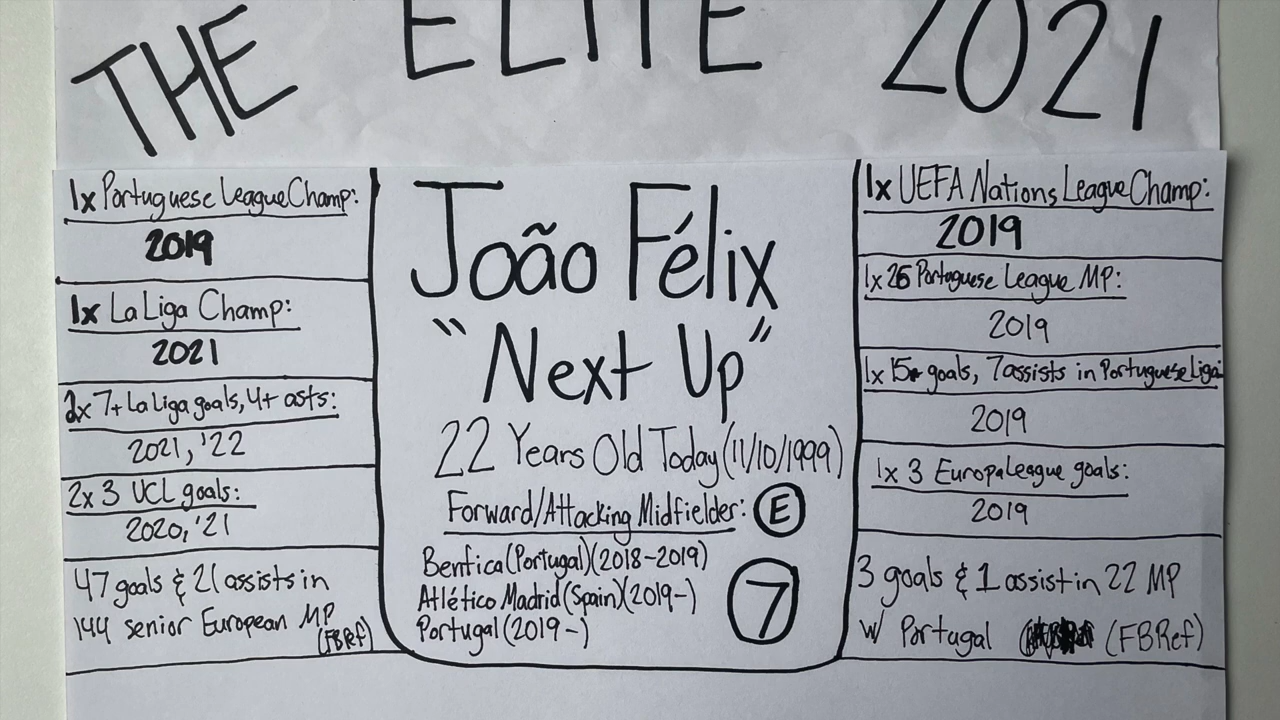 THE ELITE 2021
1x Portuguese League Champ:
2019
1x La Liga Champ:
2021
2x 7+ La Liga goals, 4+ asts:
2021, '22
2x 3 UCL goals:
2020, '21
47 goals & 21 assists in
144 senior European MP
(FBRef)
João Félix
"Next Up"
22 Years Old Today (11/10/1999)
Forward/Attacking Midfielder: E
Benfica (Portugal) (2018-2019)
Atlético Madrid (Spain) (2019-)
Portugal (2019-)
7
1x UEFA Nations League Champ:
2019
1x 26 Portuguese League MP:
2019
1x 15 goals, 7 assists in Portuguese Liga:
2019
1x 3 Europa League goals:
2019
3 goals & 1 assist in 22 MP
w/ Portugal (FBRef)